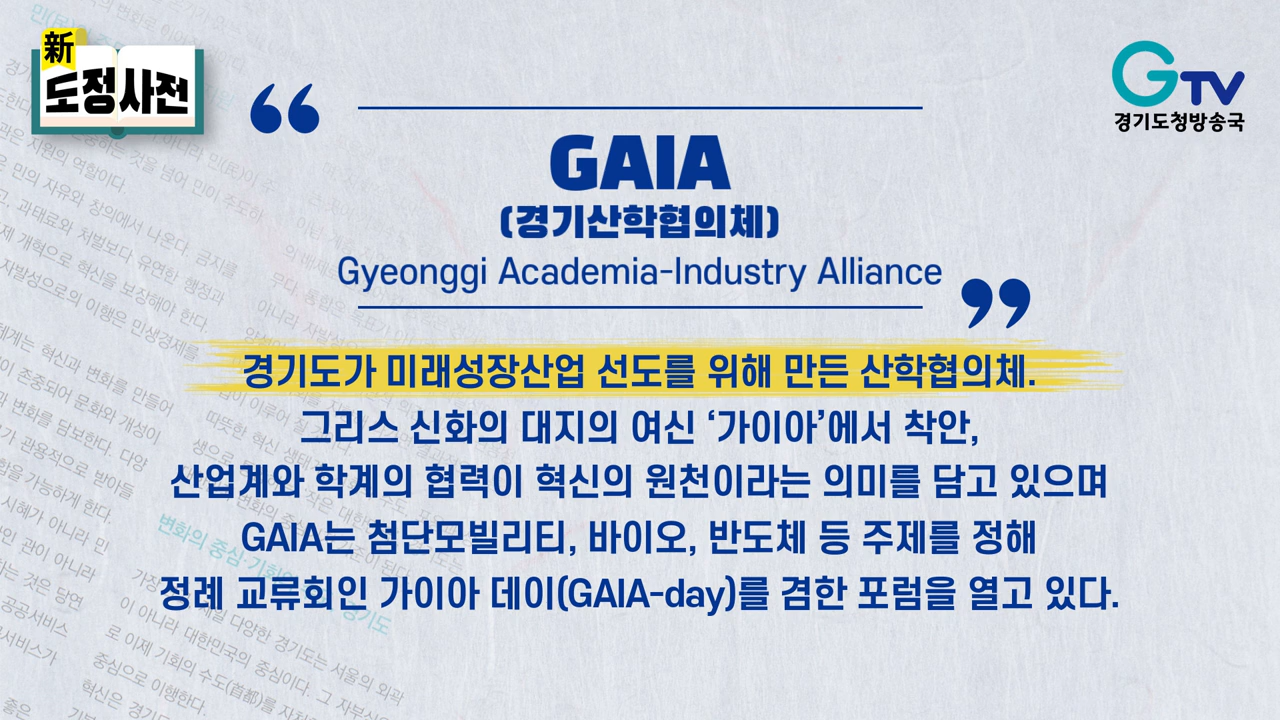 新
도정사전
GTV
경기도청방송국
“
GAIA
(경기산학협의체)
Gyeonggi Academia-Industry Alliance
”
경기도가 미래성장산업 선도를 위해 만든 산학협의체.
그리스 신화의 대지의 여신 ‘가이아’에서 착안,
산업계와 학계의 협력이 혁신의 원천이라는 의미를 담고 있으며
GAIA는 첨단모빌리티, 바이오, 반도체 등 주제를 정해
정례 교류회인 가이아 데이(GAIA-day)를 겸한 포럼을 열고 있다.